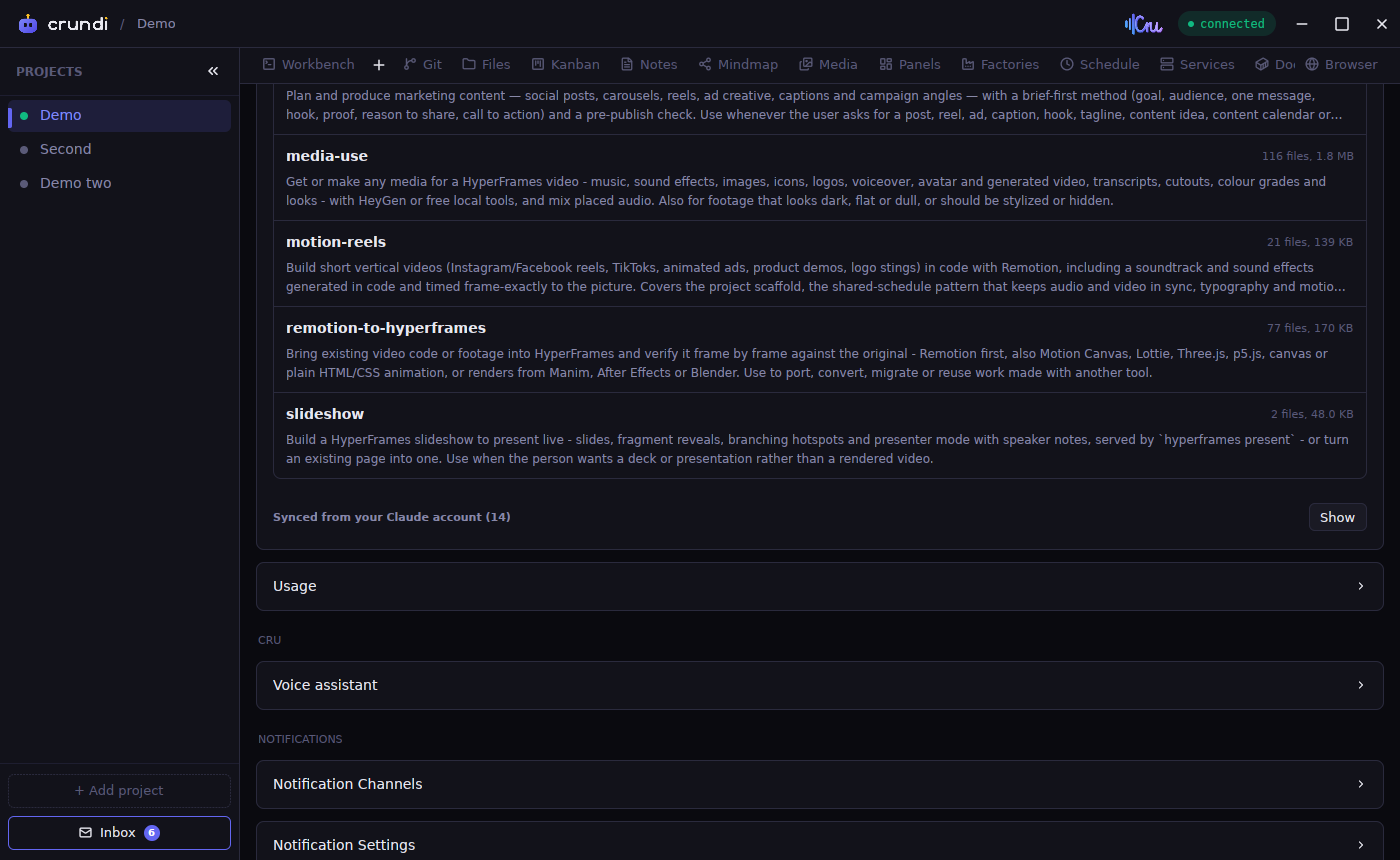 crundi / Demo
Cru
connected
PROJECTS
Workbench
Git
Files
Kanban
Notes
Mindmap
Media
Panels
Factories
Schedule
Services
Browser
Demo
Second
Demo two
Plan and produce marketing content — social posts, carousels, reels, ad creative, captions and campaign angles — with a brief-first method (goal, audience, one message,
hook, proof, reason to share, call to action) and a pre-publish check. Use whenever the user asks for a post, reel, ad, caption, hook, tagline, content idea, content calendar or…
media-use
116 files, 1.8 MB
Get or make any media for a HyperFrames video - music, sound effects, images, icons, logos, voiceover, avatar and generated video, transcripts, cutouts, colour grades and
looks - with HeyGen or free local tools, and mix placed audio. Also for footage that looks dark, flat or dull, or should be stylized or hidden.
motion-reels
21 files, 139 KB
Build short vertical videos (Instagram/Facebook reels, TikToks, animated ads, product demos, logo stings) in code with Remotion, including a soundtrack and sound effects
generated in code and timed frame-exactly to the picture. Covers the project scaffold, the shared-schedule pattern that keeps audio and video in sync, typography and motio…
remotion-to-hyperframes
77 files, 170 KB
Bring existing video code or footage into HyperFrames and verify it frame by frame against the original - Remotion first, also Motion Canvas, Lottie, Three.js, p5.js, canvas or
plain HTML/CSS animation, or renders from Manim, After Effects or Blender. Use to port, convert, migrate or reuse work made with another tool.
slideshow
2 files, 48.0 KB
Build a HyperFrames slideshow to present live - slides, fragment reveals, branching hotspots and presenter mode with speaker notes, served by `hyperframes present` - or turn
an existing page into one. Use when the person wants a deck or presentation rather than a rendered video.
Synced from your Claude account (14)
Show
Usage
CRU
Voice assistant
NOTIFICATIONS
Notification Channels
Notification Settings
+ Add project
Inbox 6